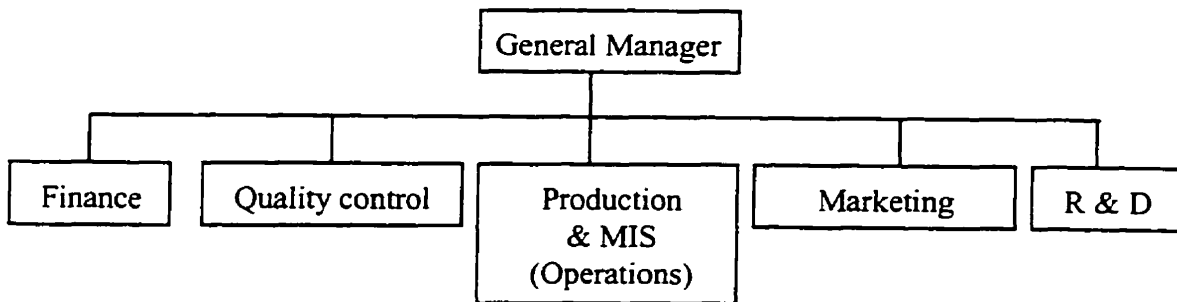 General Manager
Finance
Quality control
Production
& MIS
(Operations)
Marketing
R & D